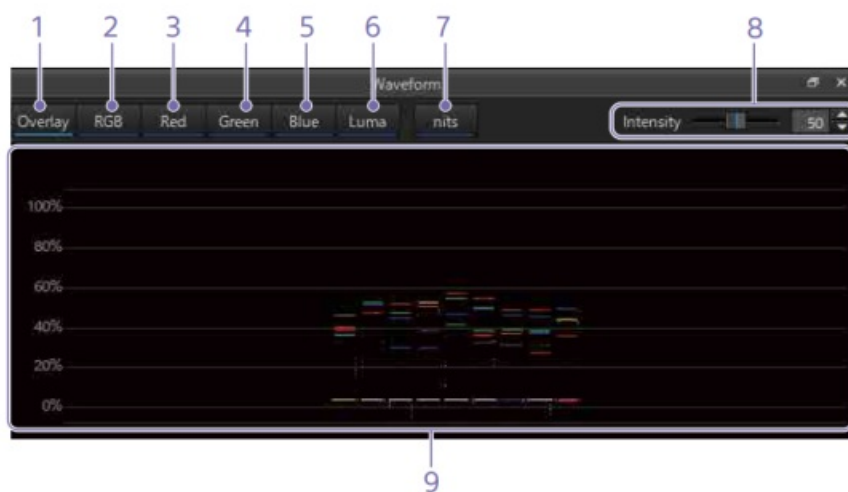 1 2 3 4 5 6 7 8
Waveform
Overlay RGB Red Green Blue Luma nits Intensity 50
100%
80%
60%
40%
20%
0%
9